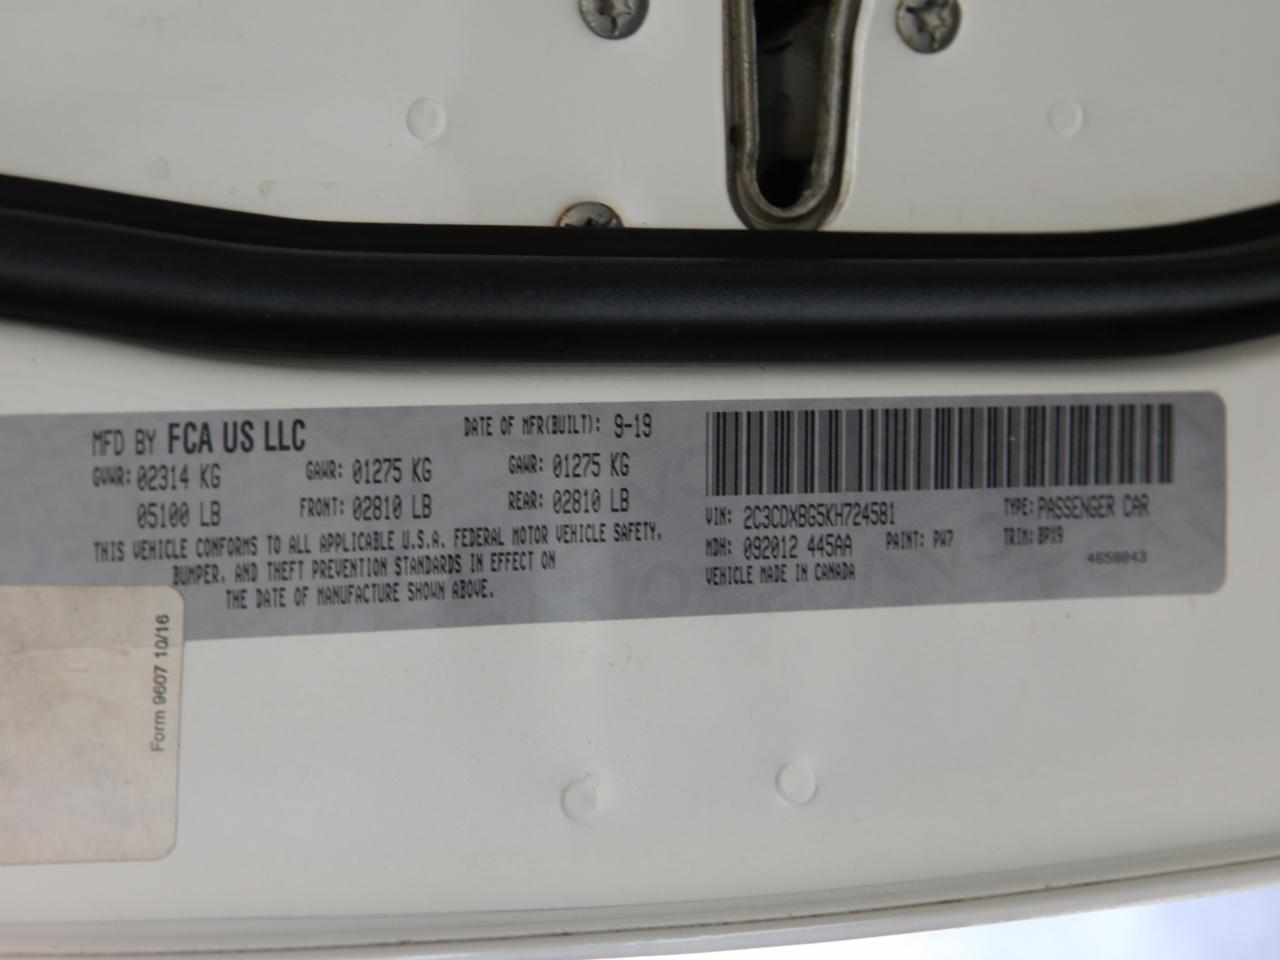 MFD BY FCA US LLC DATE OF MFR(BUILT): 9-19
GVWR: 02314 KG GAWR: 01275 KG GAWR: 01275 KG
05100 LB FRONT: 02810 LB REAR: 02810 LB
THIS VEHICLE CONFORMS TO ALL APPLICABLE U.S.A. FEDERAL MOTOR VEHICLE SAFETY,
BUMPER, AND THEFT PREVENTION STANDARDS IN EFFECT ON
THE DATE OF MANUFACTURE SHOWN ABOVE.
VIN: 2C3CDXBG5KH724581 TYPE: PASSENGER CAR
MDH: 092012 445AA PAINT: PW7 TRIM: BPX9
VEHICLE MADE IN CANADA 4658843
Form 9607 10/16